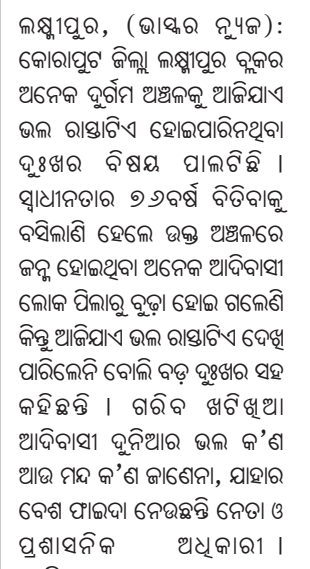 ଲକ୍ଷ୍ମୀପୁର, (ଭାସ୍କର ନ୍ୟୁଜ):
କୋରାପୁଟ ଜିଲ୍ଲା ଲକ୍ଷ୍ମୀପୁର ବ୍ଲକର
ଅନେକ ଦୁର୍ଗମ ଅଞ୍ଚଳକୁ ଆଜିଯାଏ
ଭଲ ରାସ୍ତାଟିଏ ହୋଇପାରିନଥିବା
ଦୁଃଖର ବିଷୟ ପାଲଟିଛି ।
ସ୍ୱାଧୀନତାର ୭୬ବର୍ଷ ବିତିବାକୁ
ବସିଲାଣି ହେଲେ ଉକ୍ତ ଅଞ୍ଚଳରେ
ଜନ୍ମ ହୋଇଥିବା ଅନେକ ଆଦିବାସୀ
ଲୋକ ପିଲାରୁ ବୁଢ଼ା ହୋଇ ଗଲେଣି
କିନ୍ତୁ ଆଜିଯାଏ ଭଲ ରାସ୍ତାଟିଏ ଦେଖି
ପାରିଲେନି ବୋଲି ବଡ଼ ଦୁଃଖର ସହ
କହିଛନ୍ତି । ଗରିବ ଖଟିଖିଆ
ଆଦିବାସୀ ଦୁନିଆର ଭଲ କ'ଣ
ଆଉ ମନ୍ଦ କ'ଣ ଜାଣେନା, ଯାହାର
ବେଶ ଫାଇଦା ନେଉଛନ୍ତି ନେତା ଓ
ପ୍ରଶାସନିକ ଅଧିକାରୀ ।